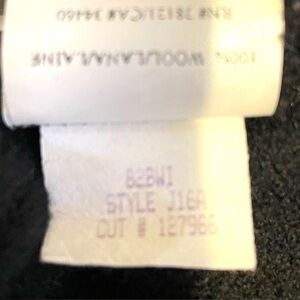 RN# 78121/CA# 34460
100% WOOL/LANA/LAINE
82BWI
STYLE J16A
CUT # 127966